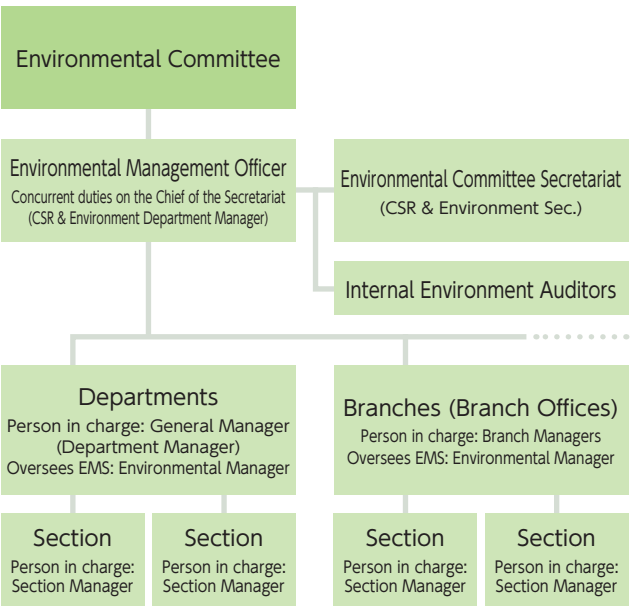 Environmental Committee
Environmental Management Officer
Concurrent duties on the Chief of the Secretariat
(CSR & Environment Department Manager)
Environmental Committee Secretariat
(CSR & Environment Sec.)
Internal Environment Auditors
Departments
Person in charge: General Manager
(Department Manager)
Oversees EMS: Environmental Manager
Branches (Branch Offices)
Person in charge: Branch Managers
Oversees EMS: Environmental Manager
Section
Person in charge:
Section Manager
Section
Person in charge:
Section Manager
Section
Person in charge:
Section Manager
Section
Person in charge:
Section Manager